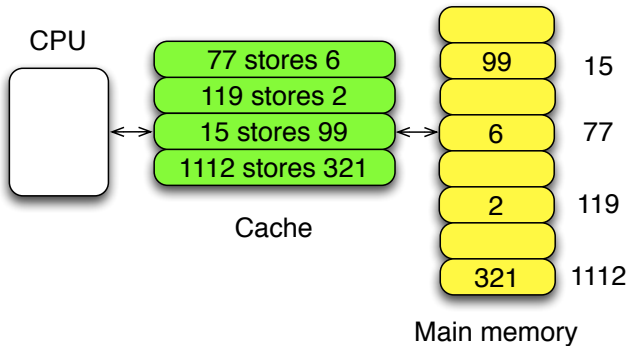 CPU
77 stores 6
119 stores 2
15 stores 99
1112 stores 321
Cache
99 15
6 77
2 119
321 1112
Main memory